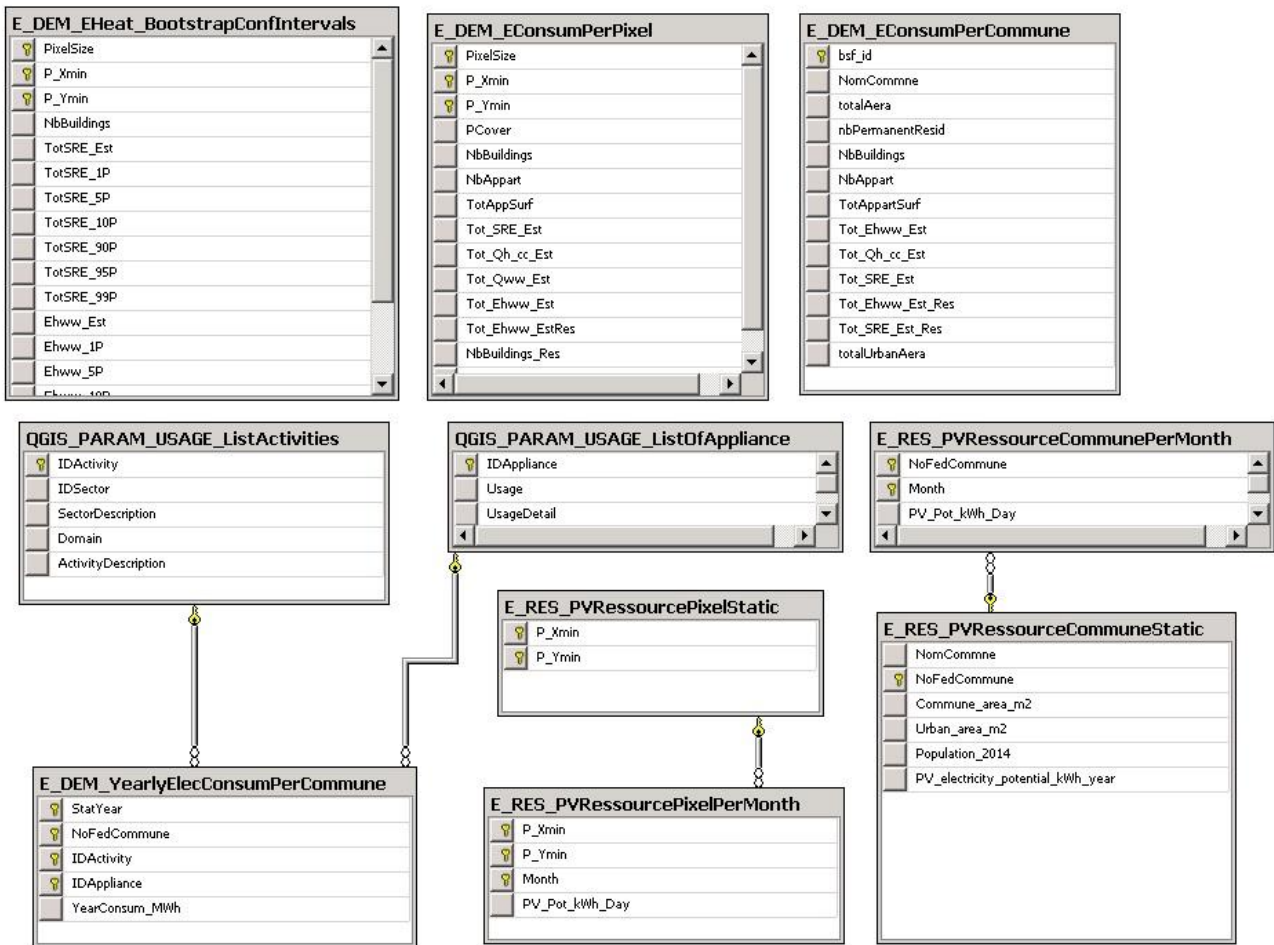 E_DEM_EHeat_BootstrapConfIntervals
PixelSize
P_Xmin
P_Ymin
NbBuildings
TotSRE_Est
TotSRE_1P
TotSRE_5P
TotSRE_10P
TotSRE_90P
TotSRE_95P
TotSRE_99P
Ehww_Est
Ehww_1P
Ehww_5P
Ehww_10P
E_DEM_EConsumPerPixel
PixelSize
P_Xmin
P_Ymin
PCover
NbBuildings
NbAppart
TotAppSurf
Tot_SRE_Est
Tot_Qh_cc_Est
Tot_Qww_Est
Tot_Ehww_Est
Tot_Ehww_EstRes
NbBuildings_Res
E_DEM_EConsumPerCommune
bsf_id
NomCommne
totalAera
nbPermanentResid
NbBuildings
NbAppart
TotAppartSurf
Tot_Ehww_Est
Tot_Qh_cc_Est
Tot_SRE_Est
Tot_Ehww_Est_Res
Tot_SRE_Est_Res
totalUrbanAera
QGIS_PARAM_USAGE_ListActivities
IDActivity
IDSector
SectorDescription
Domain
ActivityDescription
QGIS_PARAM_USAGE_ListOfAppliance
IDAppliance
Usage
UsageDetail
E_RES_PVRessourceCommunePerMonth
NoFedCommune
Month
PV_Pot_kWh_Day
E_RES_PVRessourcePixelStatic
P_Xmin
P_Ymin
E_RES_PVRessourceCommuneStatic
NomCommne
NoFedCommune
Commune_area_m2
Urban_area_m2
Population_2014
PV_electricity_potential_kWh_year
E_DEM_YearlyElecConsumPerCommune
StatYear
NoFedCommune
IDActivity
IDAppliance
YearConsum_MWh
E_RES_PVRessourcePixelPerMonth
P_Xmin
P_Ymin
Month
PV_Pot_kWh_Day